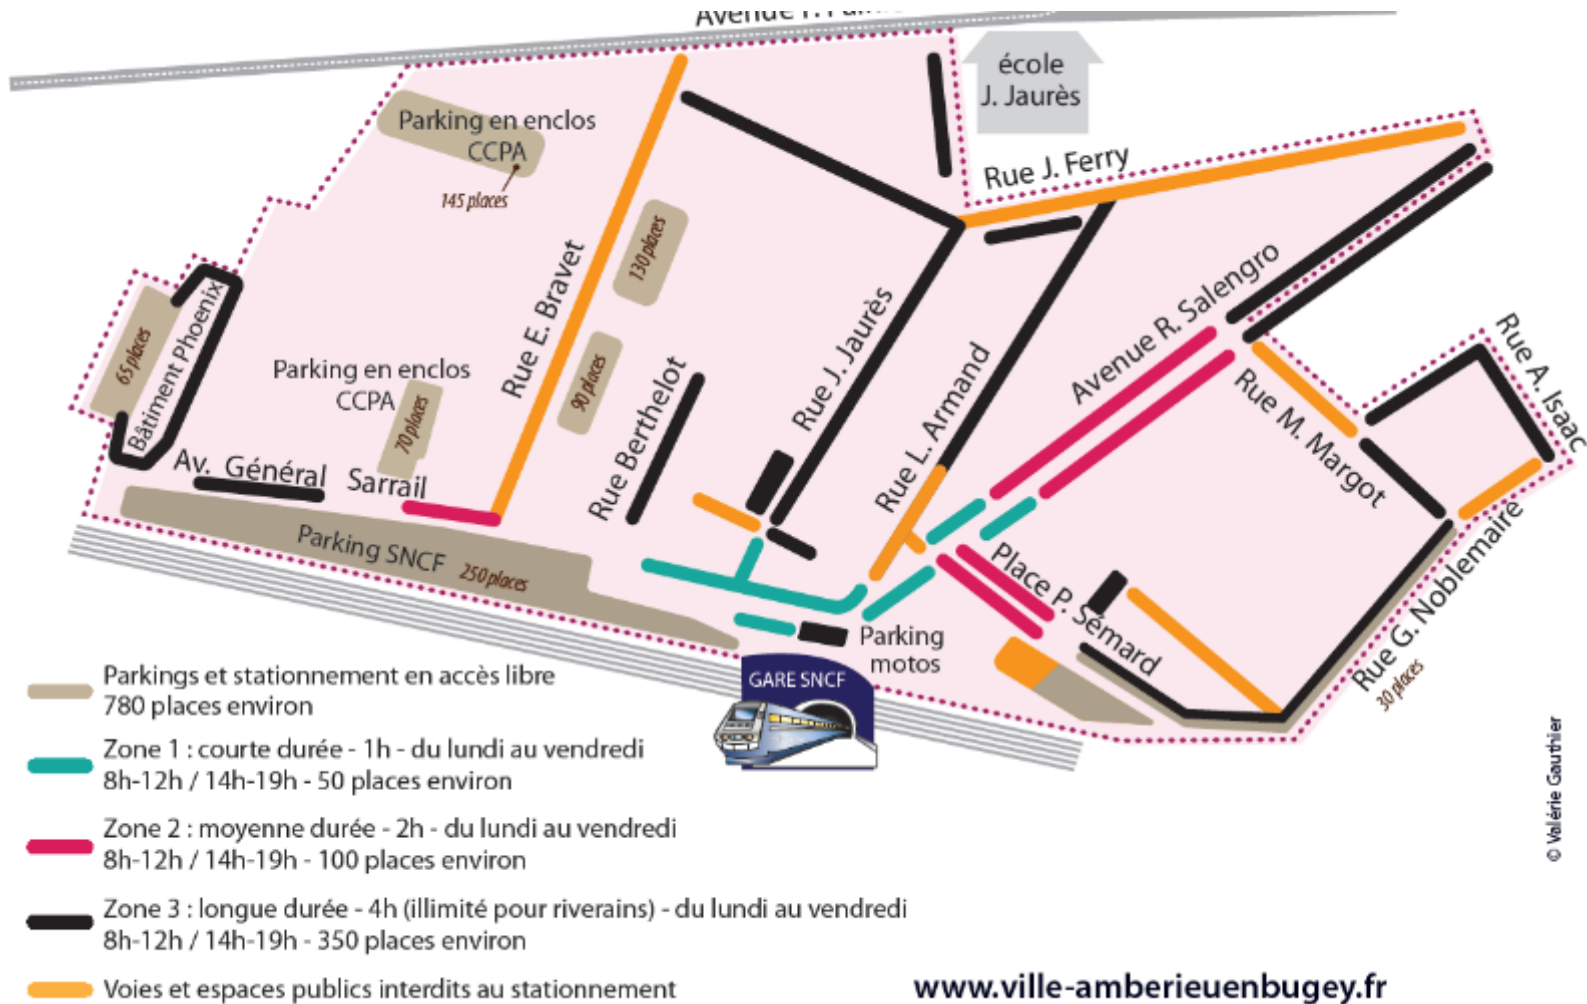 Avenue
école
J. Jaurès
Parking en enclos
CCPA
145 places
Rue J. Ferry
130 places
Rue E. Bravet
Avenue R. Salengro
Bâtiment Phoenix
65 places
Parking en enclos
CCPA
70 places
90 places
Rue Berthelot
Rue J. Jaurès
Rue L. Armand
Rue M. Margot
Rue A. Isaac
Av. Général Sarrail
Parking SNCF 250 places
Place P. Sémard
Rue G. Noblemaire
30 places
Parking
motos
GARE SNCF
Parkings et stationnement en accès libre
780 places environ
Zone 1 : courte durée - 1h - du lundi au vendredi
8h-12h / 14h-19h - 50 places environ
Zone 2 : moyenne durée - 2h - du lundi au vendredi
8h-12h / 14h-19h - 100 places environ
Zone 3 : longue durée - 4h (illimité pour riverains) - du lundi au vendredi
8h-12h / 14h-19h - 350 places environ
Voies et espaces publics interdits au stationnement
www.ville-amberieuenbugey.fr
© Valérie Gauthier